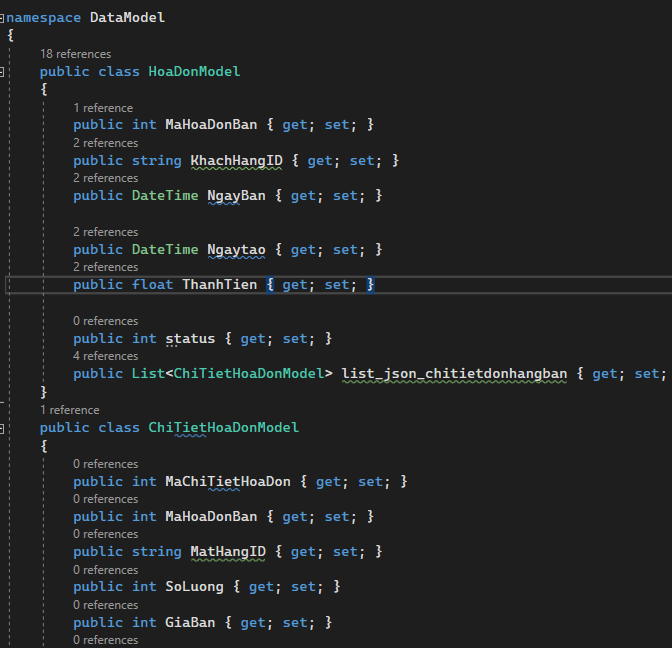 namespace DataModel
{
18 references
public class HoaDonModel
{
1 reference
public int MaHoaDonBan { get; set; }
2 references
public string KhachHangID { get; set; }
2 references
public DateTime NgayBan { get; set; }
2 references
public DateTime Ngaytao { get; set; }
2 references
public float ThanhTien { get; set; }
0 references
public int status { get; set; }
4 references
public List<ChiTietHoaDonModel> list_json_chitietdonhangban { get; set;
}
1 reference
public class ChiTietHoaDonModel
{
0 references
public int MaChiTietHoaDon { get; set; }
0 references
public int MaHoaDonBan { get; set; }
0 references
public string MatHangID { get; set; }
0 references
public int SoLuong { get; set; }
0 references
public int GiaBan { get; set; }
0 references